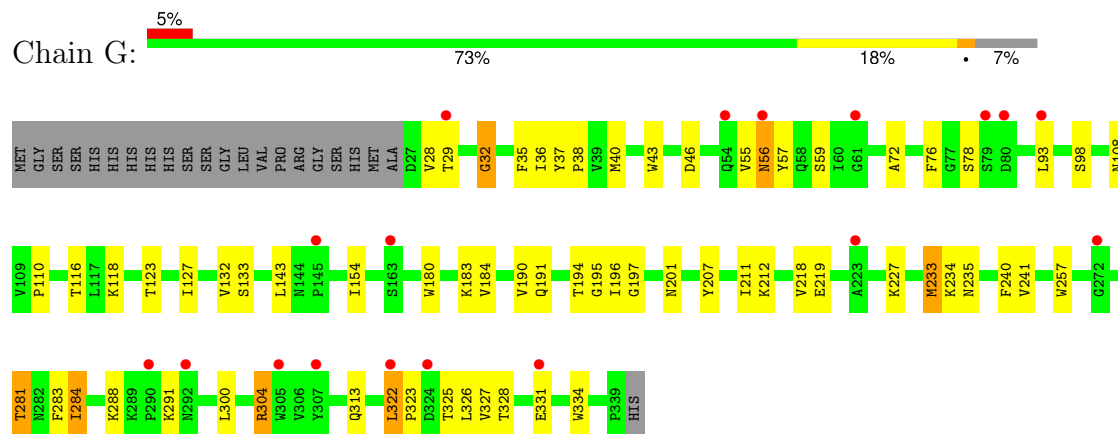 5%
Chain G:
73% 18% • 7%
MET GLY SER SER HIS HIS HIS HIS HIS HIS SER SER GLY LEU VAL PRO ARG GLY SER HIS MET ALA D27 V28 T29 G32 F35 I36 Y37 P38 V39 M40 W43 D46 Q54 V55 N56 Y57 Q58 S59 I60 G61 A72 F76 G77 S78 S79 D80 L93 S98
V109 P110 T116 L117 K118 T123 I127 V132 S133 L143 N144 P145 I154 S163 W180 K183 V184 V190 Q191 T194 G195 I196 G197 N201 Y207 I211 K212 V218 E219 A223 K227 M233 K234 N235 F240 V241 W257 G272
T281 N282 F283 I284 K288 K289 P290 K291 N292 L300 R304 W305 V306 Y307 Q313 L322 P323 D324 T325 L326 V327 T328 E331 W334 P339 HIS